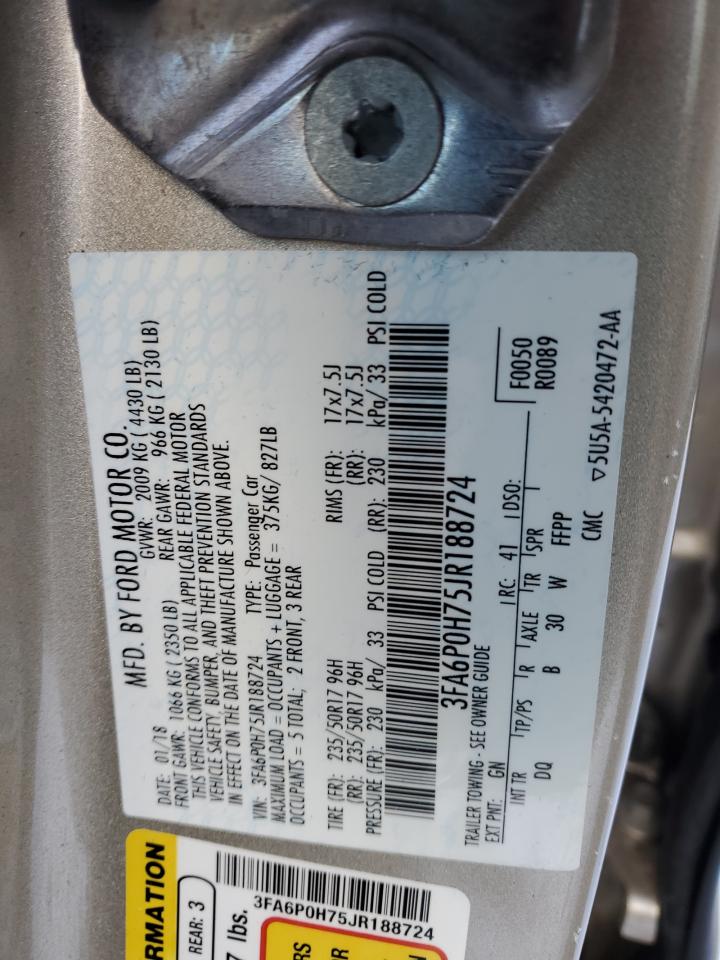 MFD. BY FORD MOTOR CO.
DATE: 01/18 GVWR: 2009 KG ( 4430 LB)
FRONT GAWR: 1066 KG ( 2350 LB) REAR GAWR: 966 KG ( 2130 LB)
THIS VEHICLE CONFORMS TO ALL APPLICABLE FEDERAL MOTOR
VEHICLE SAFETY, BUMPER, AND THEFT PREVENTION STANDARDS
IN EFFECT ON THE DATE OF MANUFACTURE SHOWN ABOVE.
VIN: 3FA6P0H75JR188724 TYPE: Passenger Car
MAXIMUM LOAD = OCCUPANTS + LUGGAGE = 375KG/ 827LB
OCCUPANTS = 5 TOTAL; 2 FRONT, 3 REAR
TIRE (FR): 235/50R17 96H RIMS (FR): 17x7.5J
(RR): 235/50R17 96H (RR): 17x7.5J
PRESSURE (FR): 230 kPa/ 33 PSI COLD (RR): 230 kPa/ 33 PSI COLD
3FA6P0H75JR188724
TRAILER TOWING - SEE OWNER GUIDE F0050
EXT PNT: GN RC: 41 DSO: R0089
INT TR TP/PS R AXLE TR SPR
DQ B 30 W FFPP
CMC ▽5U5A-5420472-AA
RMATION
REAR: 3
7 lbs.
3FA6P0H75JR188724